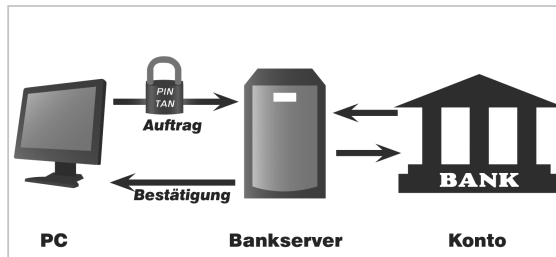 PIN
TAN
Auftrag
Bestätigung
BANK
PC
Bankserver
Konto